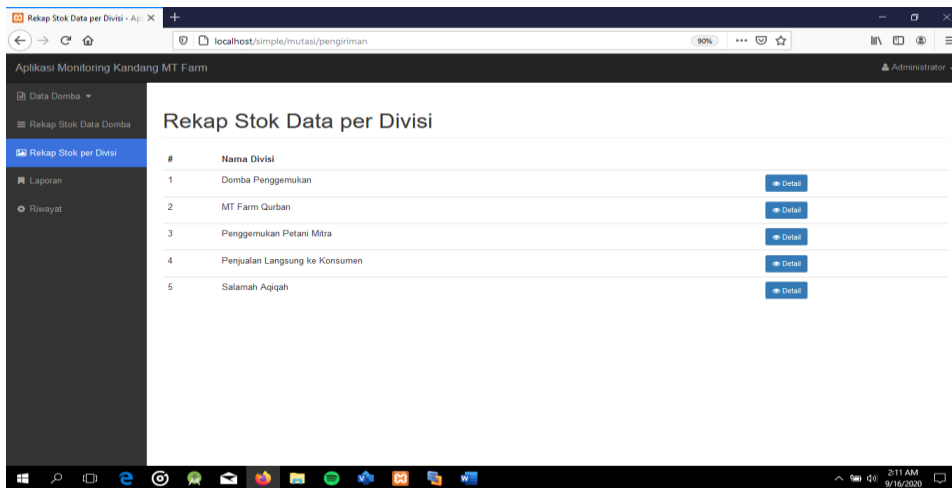 Rekap Stok Data per Divisi - Apl
localhost/simple/mutasi/pengiriman
90%
Aplikasi Monitoring Kandang MT Farm
Administrator
Data Domba
Rekap Stok Data Domba
Rekap Stok per Divisi
Laporan
Riwayat
Rekap Stok Data per Divisi
# Nama Divisi
1 Domba Penggemukan Detail
2 MT Farm Qurban Detail
3 Penggemukan Petani Mitra Detail
4 Penjualan Langsung ke Konsumen Detail
5 Salamah Aqiqah Detail
2:11 AM
9/16/2020